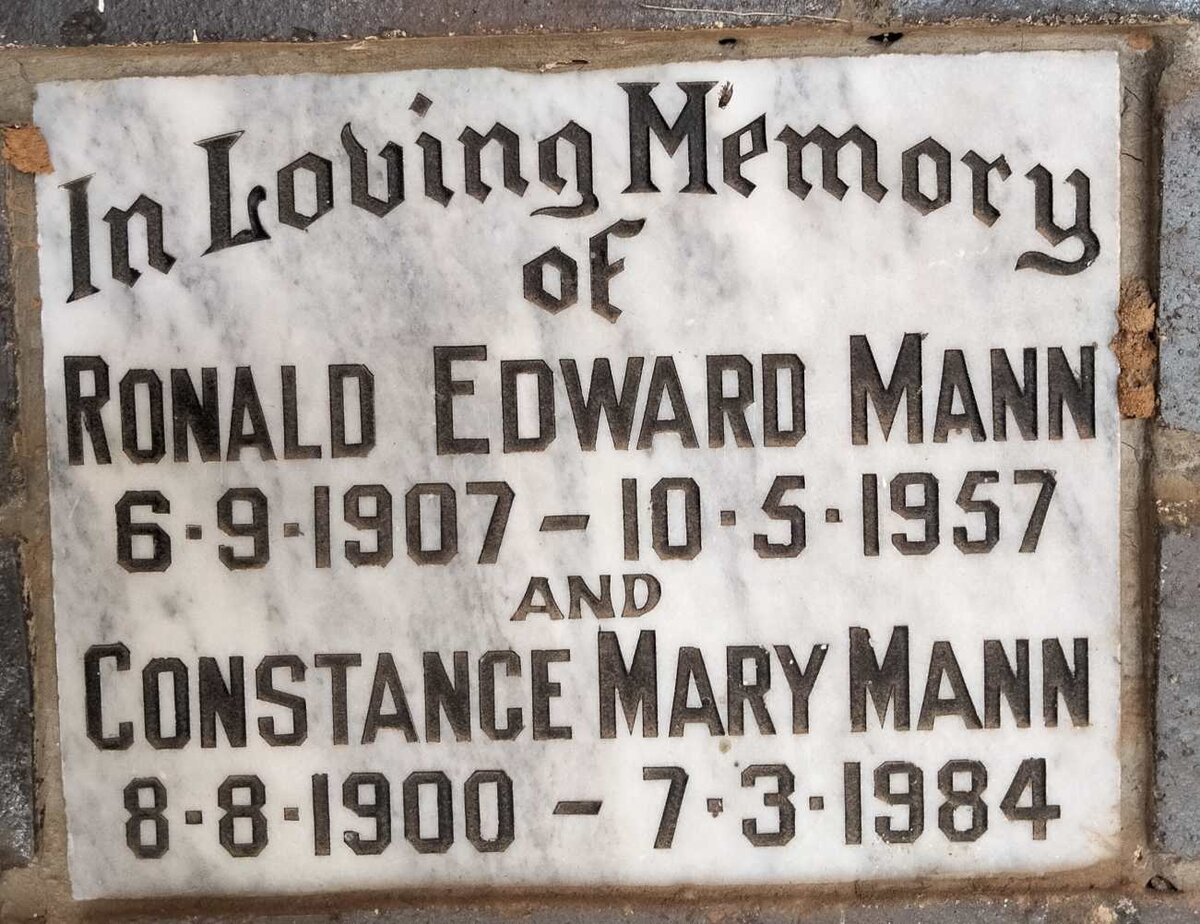 In Loving Memory
of
RONALD EDWARD MANN
6·9·1907 – 10·5·1957
AND
CONSTANCE MARY MANN
8·8·1900 – 7·3·1984